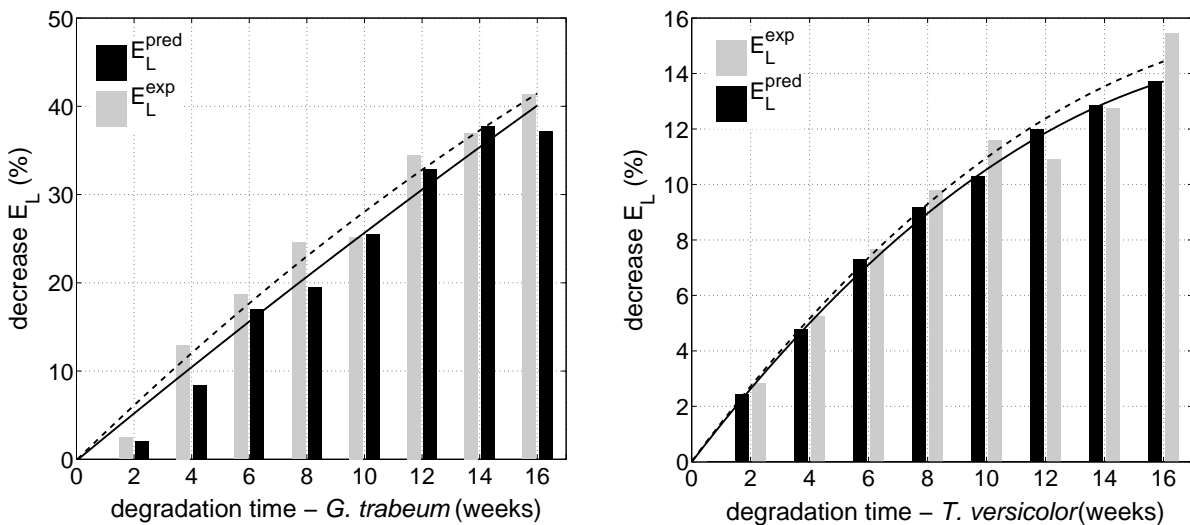 50
40
30
20
10
0
decrease E_L (%)
E_L^pred
E_L^exp
0 2 4 6 8 10 12 14 16
degradation time – G. trabeum (weeks)
16
14
12
10
8
6
4
2
0
decrease E_L (%)
E_L^exp
E_L^pred
0 2 4 6 8 10 12 14 16
degradation time – T. versicolor(weeks)